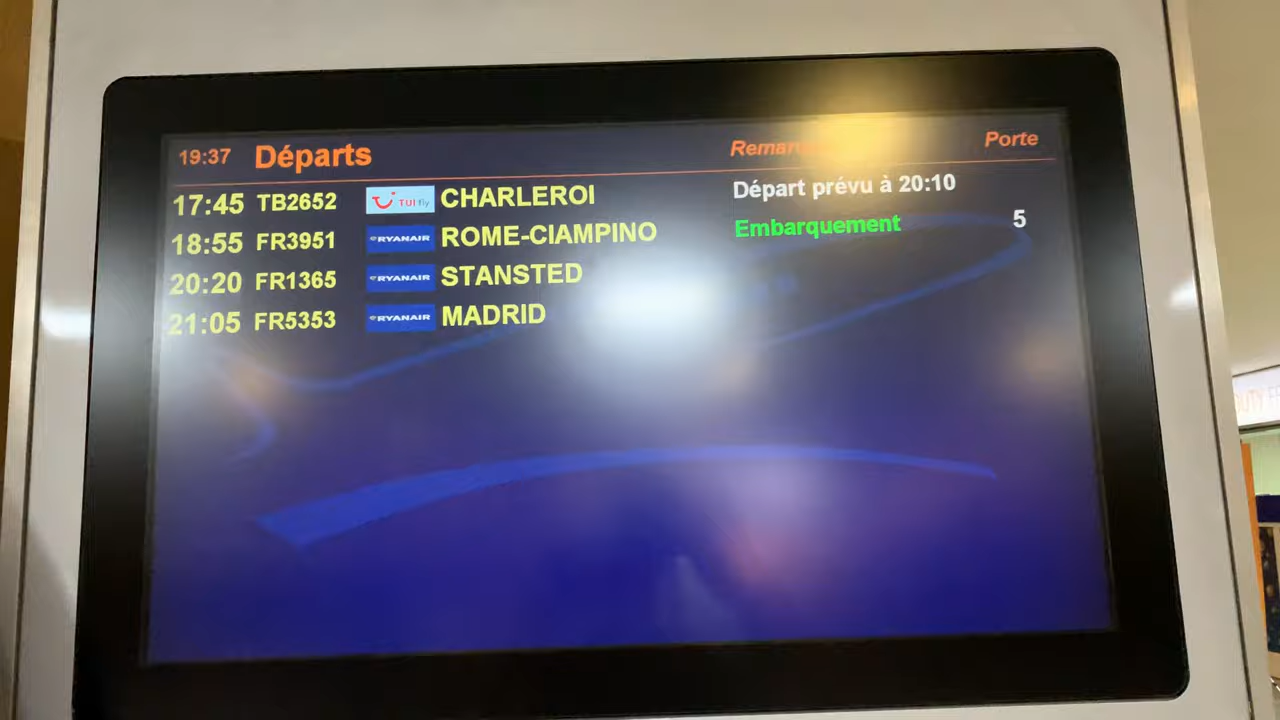 19:37 Départs Remar Porte
17:45 TB2652 TUI fly CHARLEROI Départ prévu à 20:10
18:55 FR3951 RYANAIR ROME-CIAMPINO Embarquement 5
20:20 FR1365 RYANAIR STANSTED
21:05 FR5353 RYANAIR MADRID